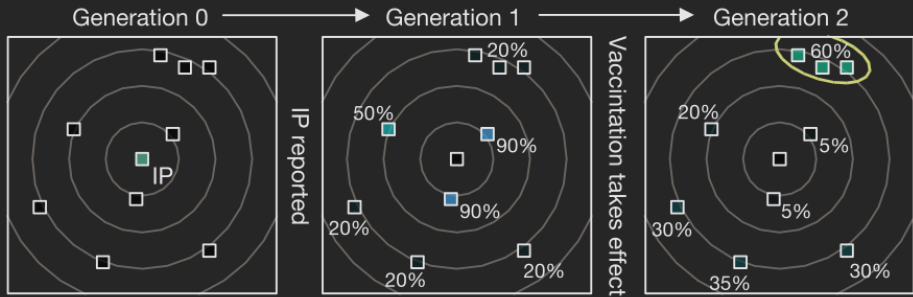 Generation 0
Generation 1
Generation 2
IP
IP reported
20%
50%
90%
90%
20%
20%
20%
Vaccintation takes effect
60%
20%
5%
5%
30%
35%
30%